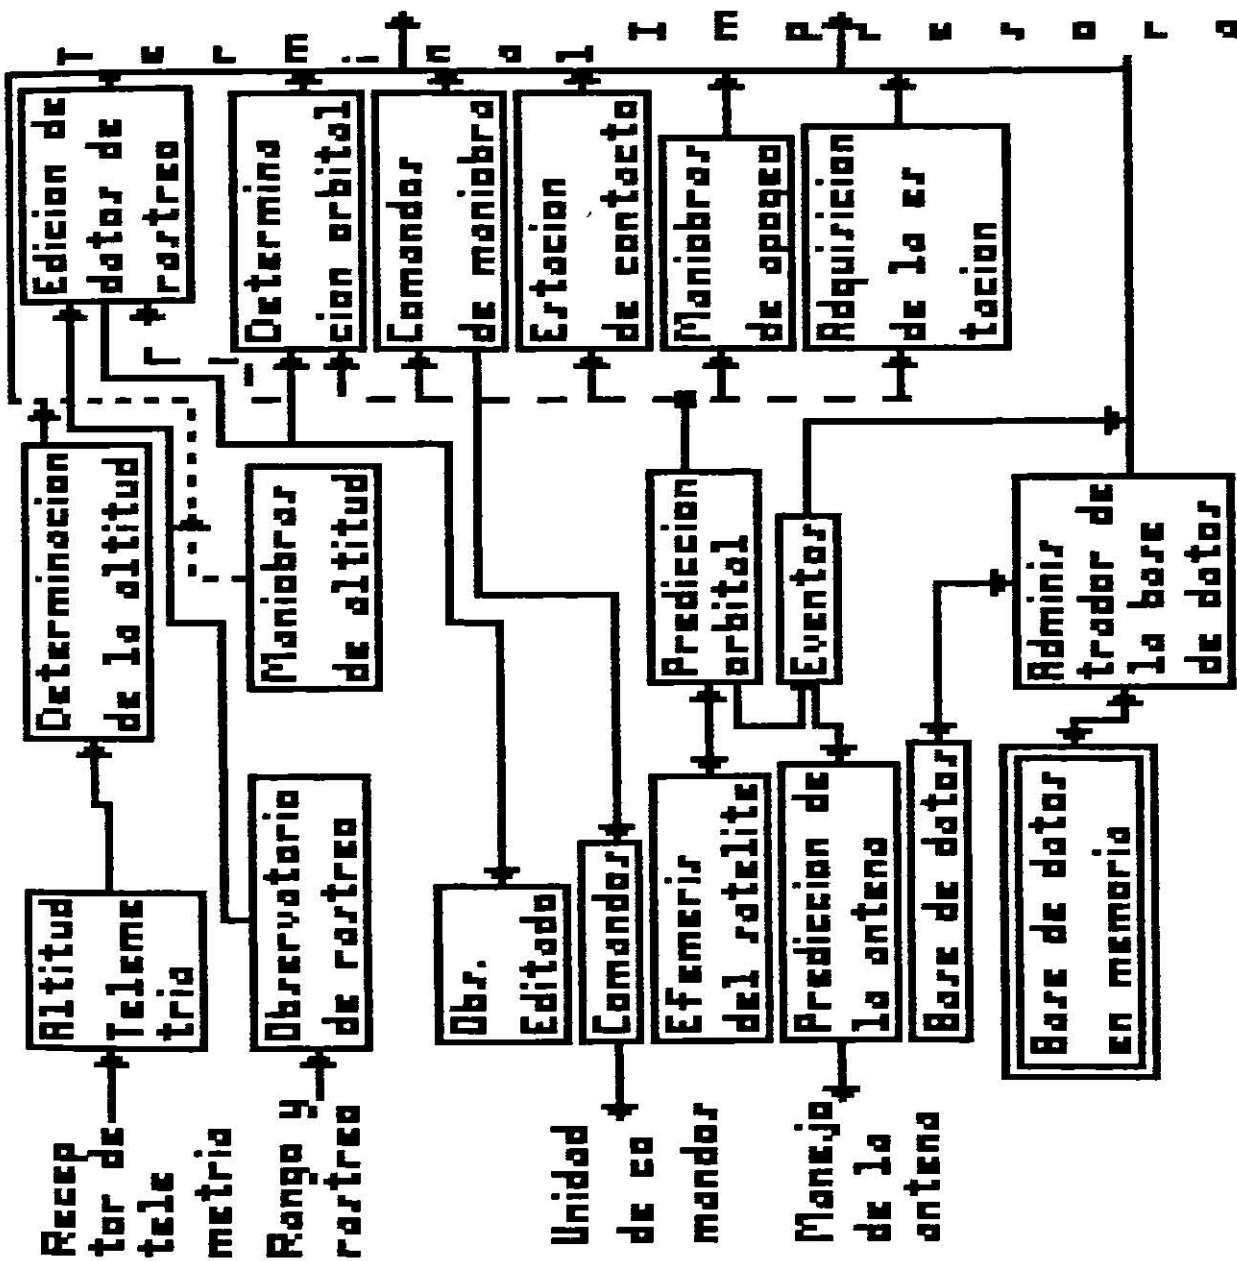 Recep
tor de
tele
metria
Altitud
Teleme
tria
Determinacion
de la altitud
Edicion de
datos de
rastreo
Terminal
Rango y
rastreo
Observatorio
de rastreo
Maniobras
de altitud
Determina
cion orbital
Comandos
de maniobra
Obs.
Editado
Estacion
de contacto
Unidad
de co
mandos
Comandos
Efemeris
del satelite
Prediccion
orbital
Maniobras
de apogeo
Impresora
Manejo
de la
antena
Prediccion de
la antena
Eventos
Adquisicion
de la es
tacion
Base de datos
Base de datos
en memoria
Adminis
trador de
la base
de datos